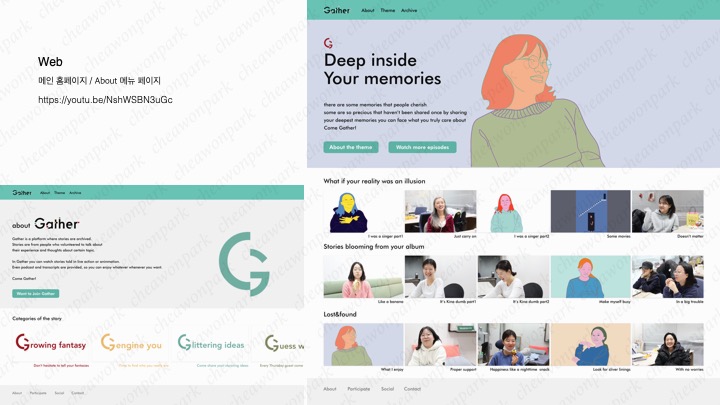 Web
메인 홈페이지 / About 메뉴 페이지
https://youtu.be/NshWSBN3uGc
Gather
About Theme Archive
Deep inside
Your memories
there are some memories that people cherish
some are so precious that haven't been shared once by sharing
your deepest memories you can face what you truly care about
Come Gather!
About the theme
Watch more episodes
What if your reality was an illusion
I was a singer part1
Just carry on
I was a singer part2
Some movies
Doesn't matter
Stories blooming from your album
Like a banana
It's Kina dumb part1
It's Kina dumb part1
Make myself busy
In a big trouble
Lost&found
What I enjoy
Proper support
Happiness like a nighttime snack
Look for silver linings
With no worries
About Participate Social Contact
Gather
About Theme Archive
about Gather
Gather is a platform where stories are archived.
Stories are from people who volunteered to talk about
their experience and thoughts about certain topic.
In Gather you can watch stories told in live action or animation.
Even podcast and transcripts are provided, so you can enjoy whatever whenever you want.
Come Gather!
Want to Join Gather
Categories of the story
Growing fantasy
Gengine you
Glittering ideas
Guess w
Don't hesitate to tell your fantasies
About Participate Social Contact
cheawonpark